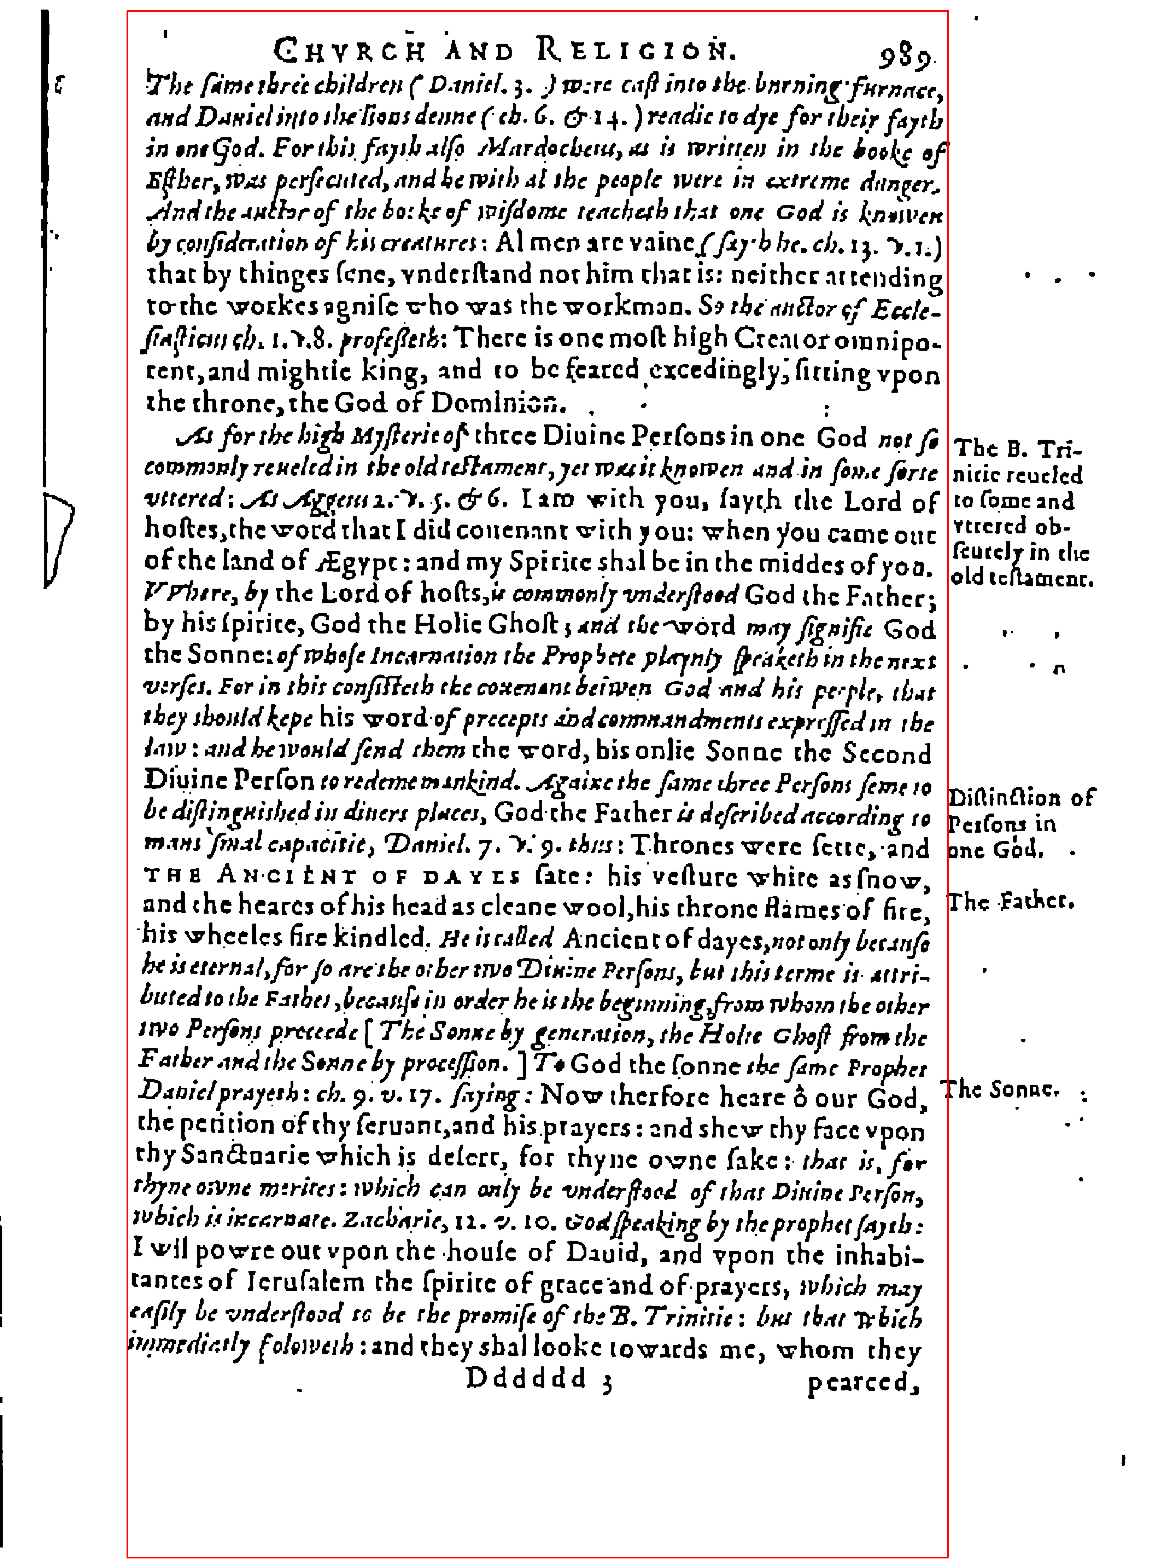 CHVRCH AND RELIGION. 989
The same three children ( Daniel. 3. ) were cast into the burning furnace,
and Daniel into the lions denne ( ch. 6. & 14. ) readie to dye for their fayth
in one God. For this fayth also Mardocheus, as is written in the booke of
Esther, was persecuted, and he with al the people were in extreme danger.
And the author of the booke of wisdome teacheth that one God is knowen
by consideration of his creatures: Al men are vaine ( sayth he. ch. 13. v. 1. )
that by thinges sene, vnderstand not him that is: neither attending
to the workes agnise who was the workman. So the auctor of Eccle-
siasticus ch. 1. v. 8. professeth: There is one most high Creator omnipo-
tent, and mightie king, and to be feared excedingly, sitting vpon
the throne, the God of Dominion.
As for the high Mysterie of three Diuine Persons in one God not so
commonly reueled in the old testament, yet was it knowen and in some sorte
vttered: As Aggeus 2. v. 5. & 6. I am with you, sayth the Lord of
hostes, the word that I did couenant with you: when you came out
of the land of Ægypt: and my Spirite shal be in the middes of you.
VVhere, by the Lord of hosts, is commonly vnderstood God the Father;
by his spirite, God the Holie Ghost; and the word may signifie God
the Sonne: of whose Incarnation the Prophete playnly speaketh in the next
verses. For in this consisteth the couenant betwen God and his people, that
they should kepe his word of precepts and commandments expressed in the
law: and he would send them the word, his onlie Sonne the Second
Diuine Person to redeme mankind. Againe the same three Persons seme to
be distinguished in diuers places, God the Father is described according to
mans smal capacitie, Daniel. 7. v. 9. thus: Thrones were sette, and
THE ANCIENT OF DAYES sate: his vesture white as snow,
and the heares of his head as cleane wool, his throne flames of fire,
his wheeles fire kindled. He is called Ancient of dayes, not only because
he is eternal, for so are the other two Diuine Persons, but this terme is attri-
buted to the Father, because in order he is the beginning, from whom the other
two Persons proceede [ The Sonne by generation, the Holie Ghost from the
Father and the Sonne by procession. ] To God the sonne the same Prophet
Daniel prayeth: ch. 9. v. 17. saying: Now therfore heare ô our God,
the petition of thy seruant, and his prayers: and shew thy face vpon
thy Sanctuarie which is desert, for thyne owne sake: that is, for
thyne owne merites: which can only be vnderstood of that Diuine Person,
which is incarnate. Zacharie, 12. v. 10. God speaking by the prophet sayth:
I wil powre out vpon the house of Dauid, and vpon the inhabi-
tantes of Ierusalem the spirite of grace and of prayers, which may
easily be vnderstood to be the promise of the B. Trinitie: but that which
immediatly foloweth: and they shal looke towards me, whom they
Dddddd 3 pearced,
The B. Tri-
nitie reueled
to some and
vttered ob-
scurely in the
old testament.
Distinction of
Persons in
one God.
The Father.
The Sonne.